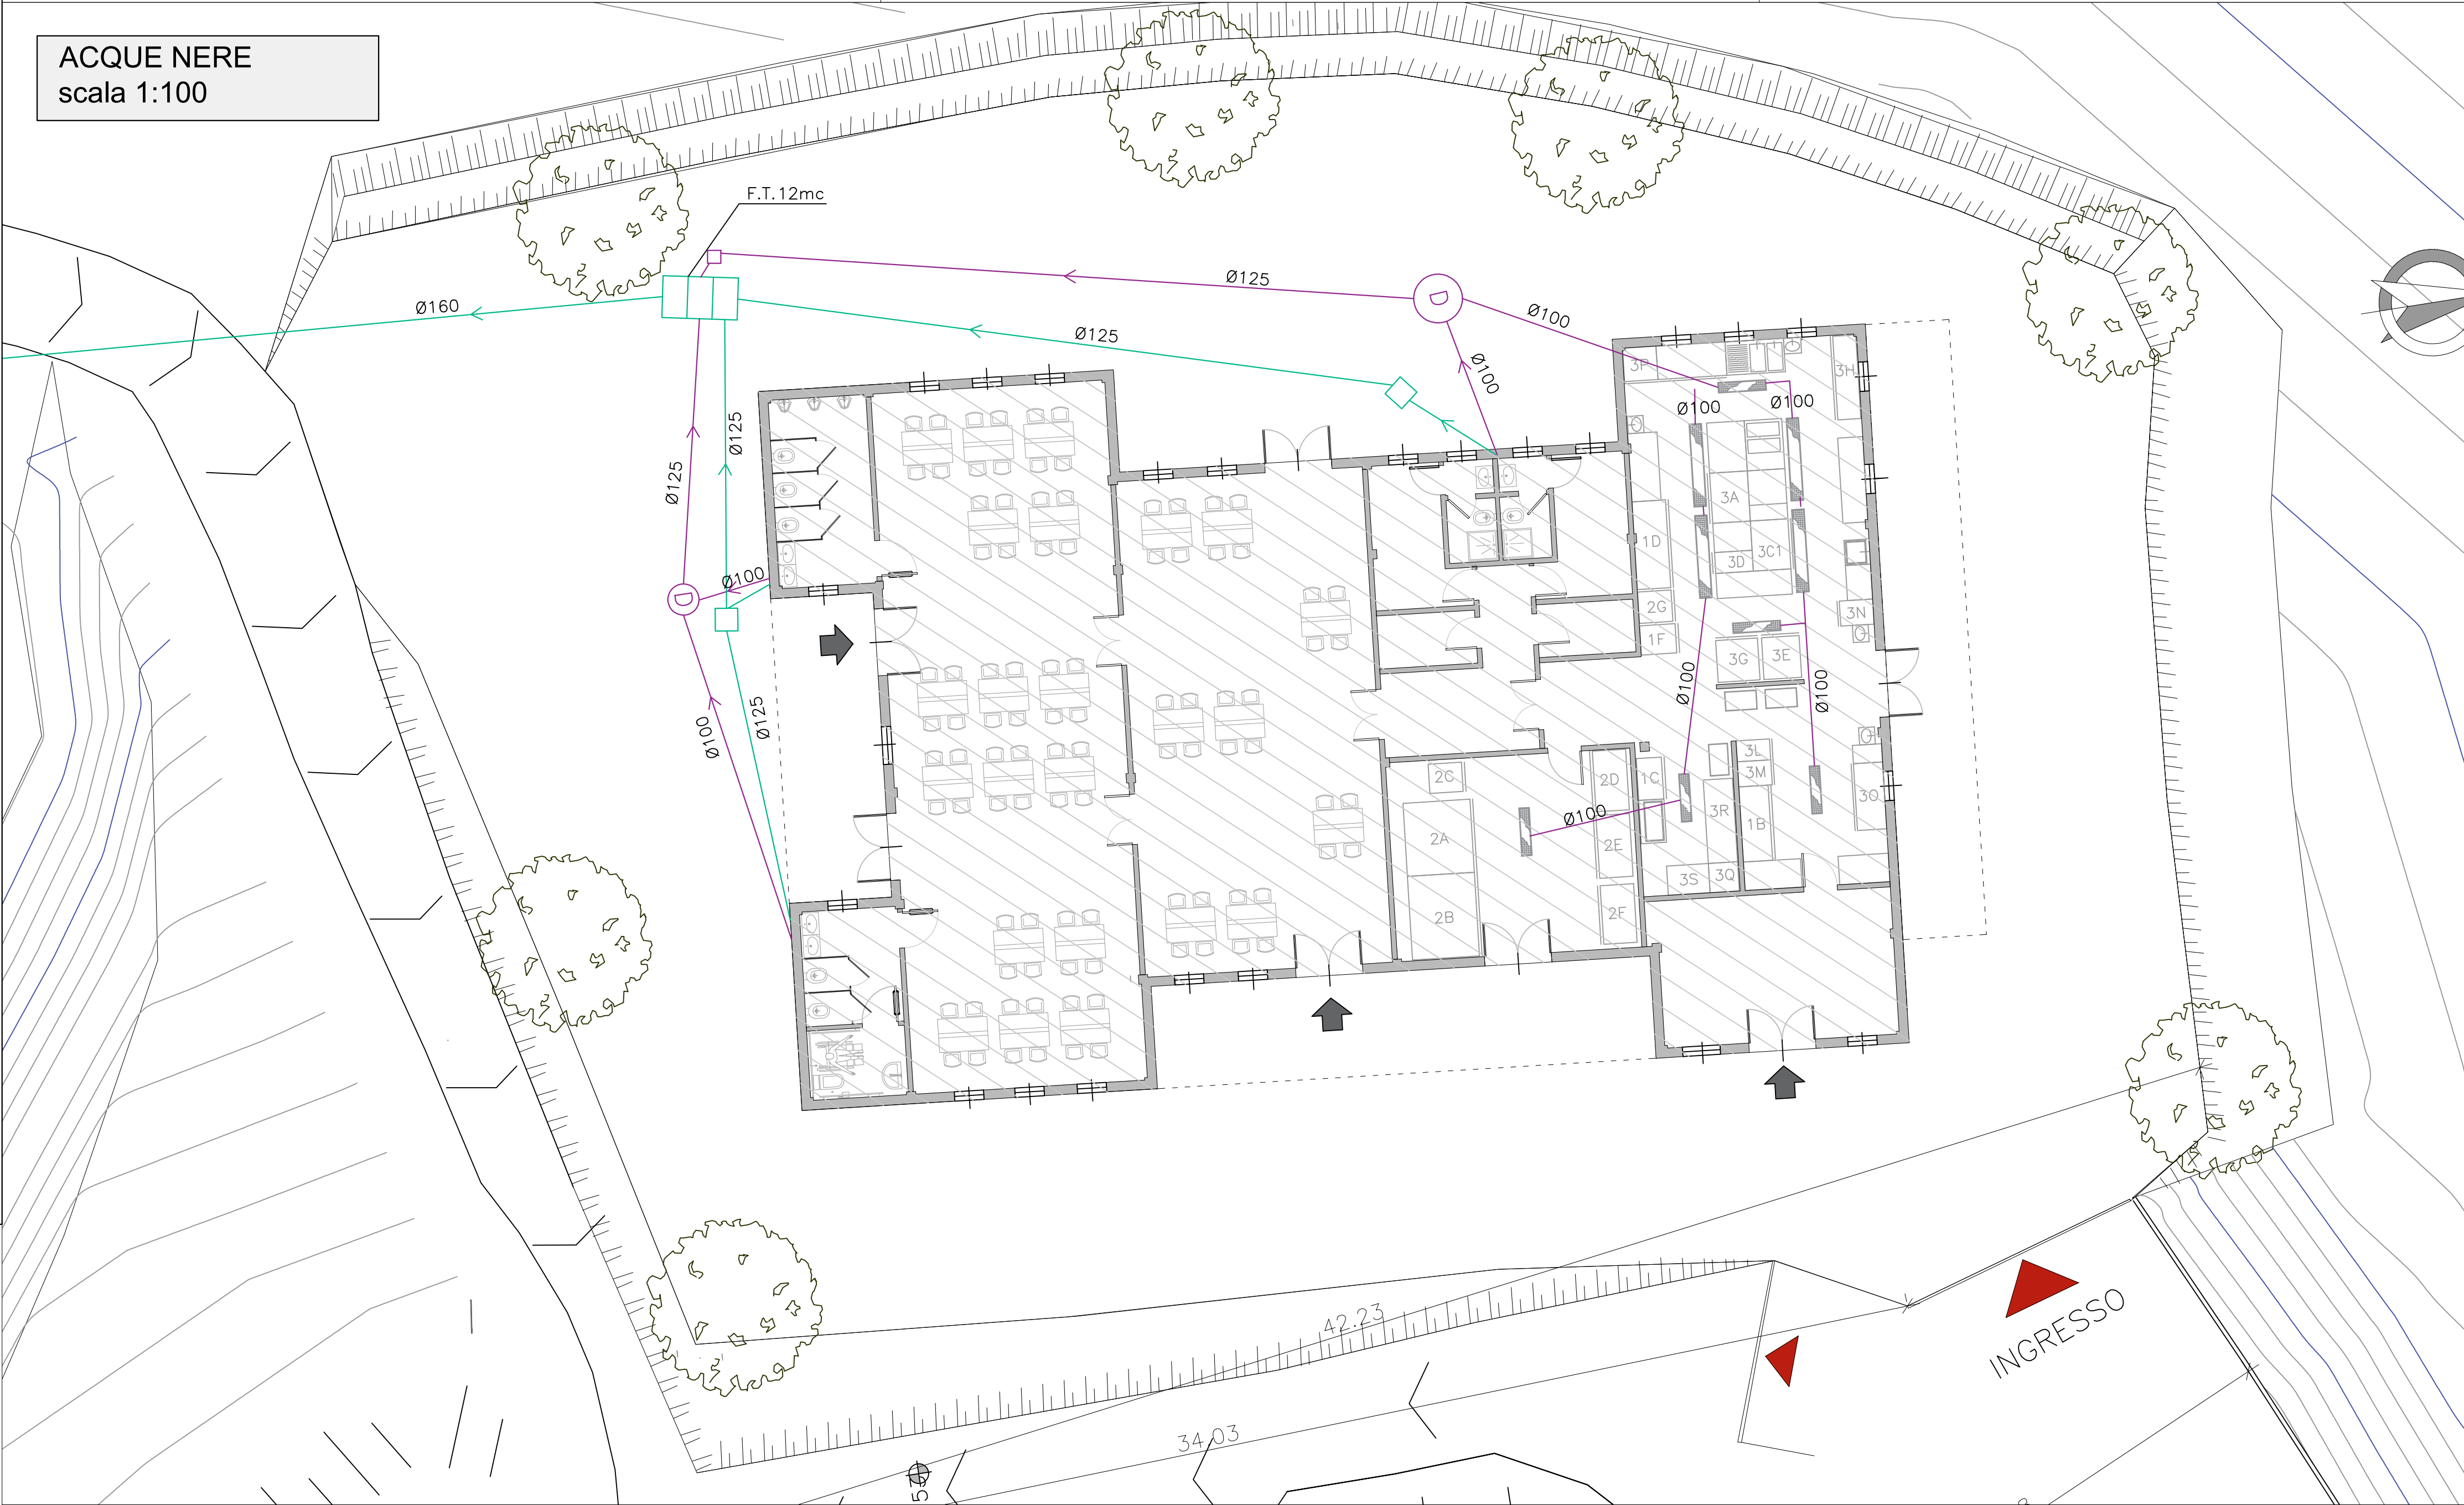 ACQUE NERE
scala 1:100
F.T.12mc
Ø160
Ø125
Ø125
Ø100
Ø100
Ø125
Ø125
Ø100
Ø100
Ø125
3P
3H
Ø100
Ø100
3A
3C1
3D
1D
2G
1F
3N
3G
3E
Ø100
Ø100
2C
2D
1C
3L
3M
3O
3R
1B
Ø100
2A
2E
3S
3Q
2B
2F
42.23
34.03
INGRESSO
D
D